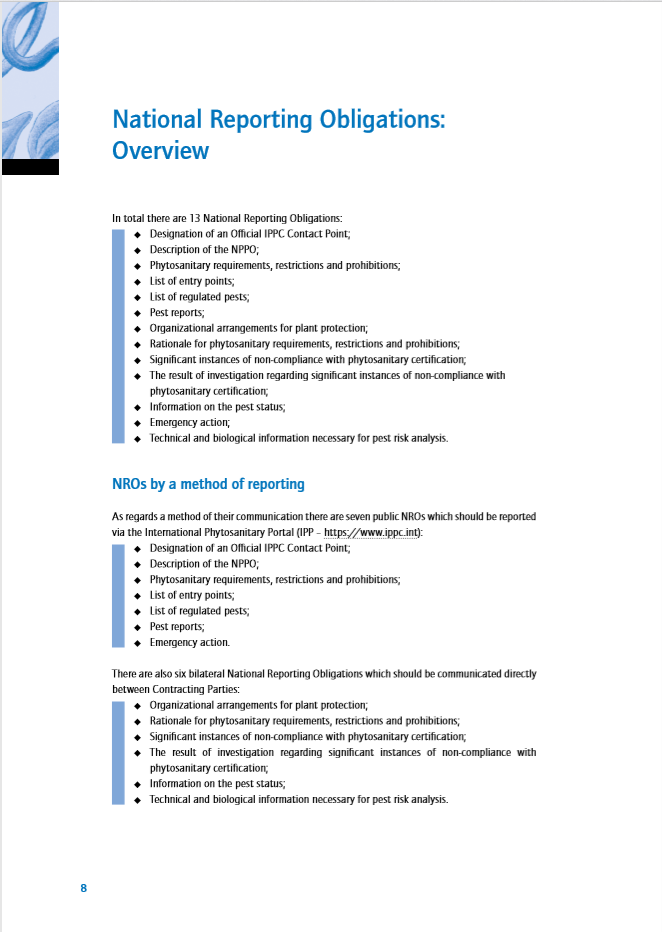 National Reporting Obligations:
Overview
In total there are 13 National Reporting Obligations:
◆ Designation of an Official IPPC Contact Point;
◆ Description of the NPPO;
◆ Phytosanitary requirements, restrictions and prohibitions;
◆ List of entry points;
◆ List of regulated pests;
◆ Pest reports;
◆ Organizational arrangements for plant protection;
◆ Rationale for phytosanitary requirements, restrictions and prohibitions;
◆ Significant instances of non-compliance with phytosanitary certification;
◆ The result of investigation regarding significant instances of non-compliance with
phytosanitary certification;
◆ Information on the pest status;
◆ Emergency action;
◆ Technical and biological information necessary for pest risk analysis.
NROs by a method of reporting
As regards a method of their communication there are seven public NROs which should be reported
via the International Phytosanitary Portal (IPP – https://www.ippc.int):
◆ Designation of an Official IPPC Contact Point;
◆ Description of the NPPO;
◆ Phytosanitary requirements, restrictions and prohibitions;
◆ List of entry points;
◆ List of regulated pests;
◆ Pest reports;
◆ Emergency action.
There are also six bilateral National Reporting Obligations which should be communicated directly
between Contracting Parties:
◆ Organizational arrangements for plant protection;
◆ Rationale for phytosanitary requirements, restrictions and prohibitions;
◆ Significant instances of non-compliance with phytosanitary certification;
◆ The result of investigation regarding significant instances of non-compliance with
phytosanitary certification;
◆ Information on the pest status;
◆ Technical and biological information necessary for pest risk analysis.
8